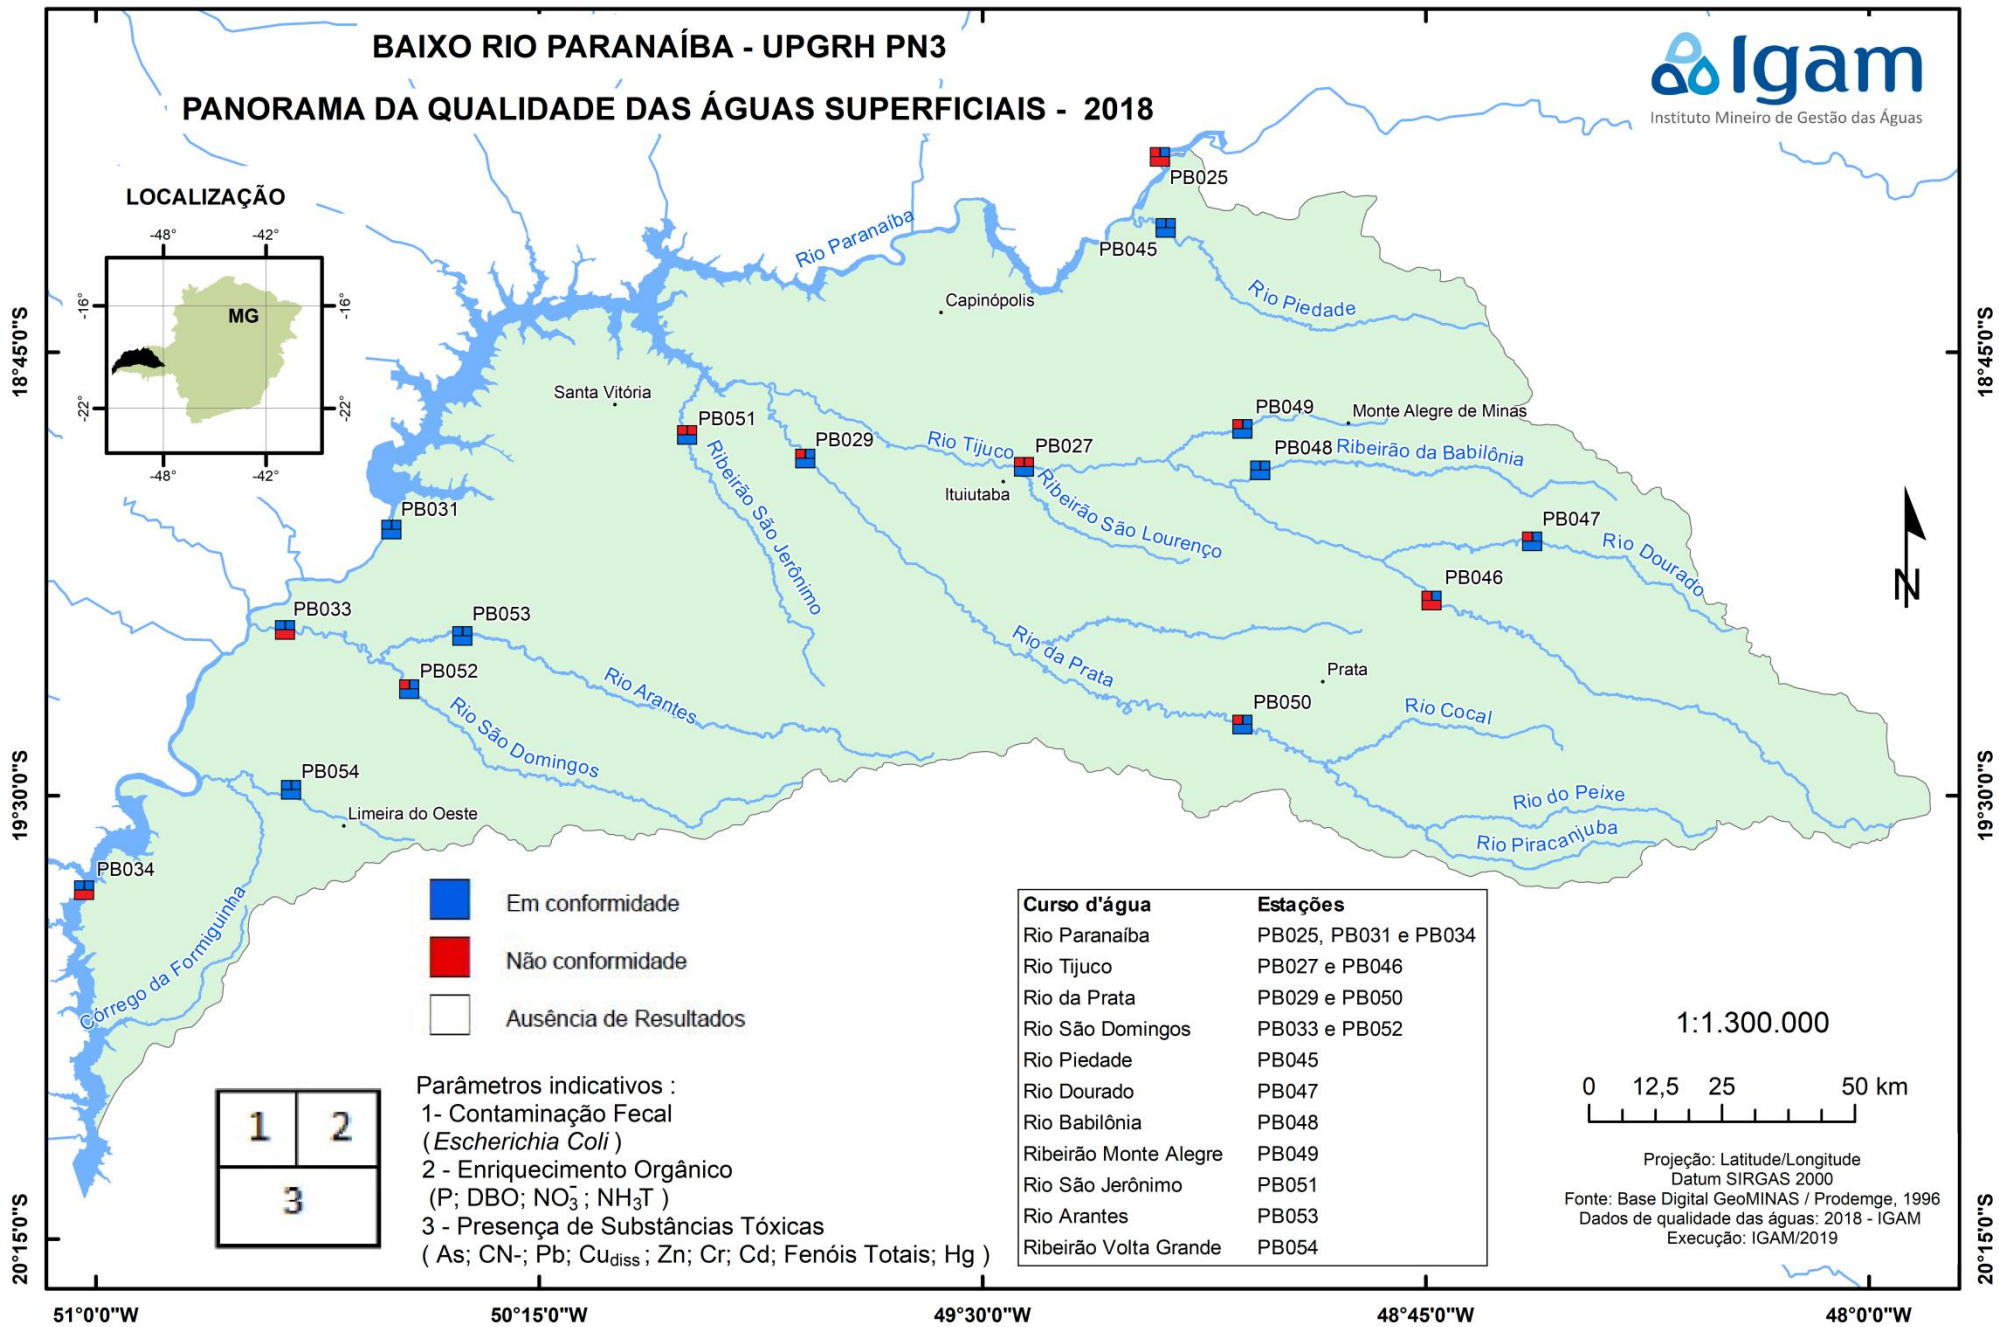 BAIXO RIO PARANAÍBA - UPGRH PN3
PANORAMA DA QUALIDADE DAS ÁGUAS SUPERFICIAIS - 2018
Igam
Instituto Mineiro de Gestão das Águas
LOCALIZAÇÃO
-48° -42°
-16° -16°
MG
-22° -22°
-48° -42°
18°45'0"S
19°30'0"S
20°15'0"S
18°45'0"S
19°30'0"S
20°15'0"S
PB025
PB045
Rio Paranaíba
Rio Piedade
Capinópolis
Santa Vitória
PB051
PB029
Rio Tijuco
PB027
Ituiutaba
PB049
Monte Alegre de Minas
PB048
Ribeirão da Babilônia
Ribeirão São Jerônimo
Ribeirão São Lourenço
PB031
PB047
Rio Dourado
PB046
PB033
PB053
PB052
Rio Arantes
Rio São Domingos
Rio da Prata
Prata
PB050
Rio Cocal
Rio do Peixe
Rio Piracanjuba
PB054
Limeira do Oeste
PB034
Córrego da Formiguinha
N
Em conformidade
Não conformidade
Ausência de Resultados
1 2
3
Parâmetros indicativos :
1- Contaminação Fecal
(Escherichia Coli )
2 - Enriquecimento Orgânico
(P; DBO; NO₃⁻; NH₃T )
3 - Presença de Substâncias Tóxicas
( As; CN-; Pb; Cu diss ; Zn; Cr; Cd; Fenóis Totais; Hg )
Curso d'água Estações
Rio Paranaíba PB025, PB031 e PB034
Rio Tijuco PB027 e PB046
Rio da Prata PB029 e PB050
Rio São Domingos PB033 e PB052
Rio Piedade PB045
Rio Dourado PB047
Rio Babilônia PB048
Ribeirão Monte Alegre PB049
Rio São Jerônimo PB051
Rio Arantes PB053
Ribeirão Volta Grande PB054
1:1.300.000
0 12,5 25 50 km
Projeção: Latitude/Longitude
Datum SIRGAS 2000
Fonte: Base Digital GeoMINAS / Prodemge, 1996
Dados de qualidade das águas: 2018 - IGAM
Execução: IGAM/2019
51°0'0"W 50°15'0"W 49°30'0"W 48°45'0"W 48°0'0"W